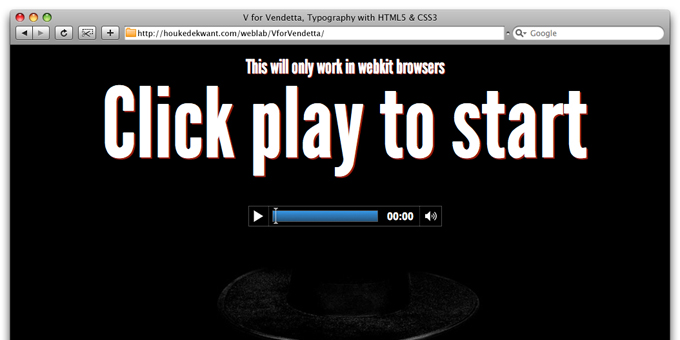 V for Vendetta, Typography with HTML5 & CSS3
http://houkedekwant.com/weblab/VforVendetta/
Google
This will only work in webkit browsers
Click play to start
00:00